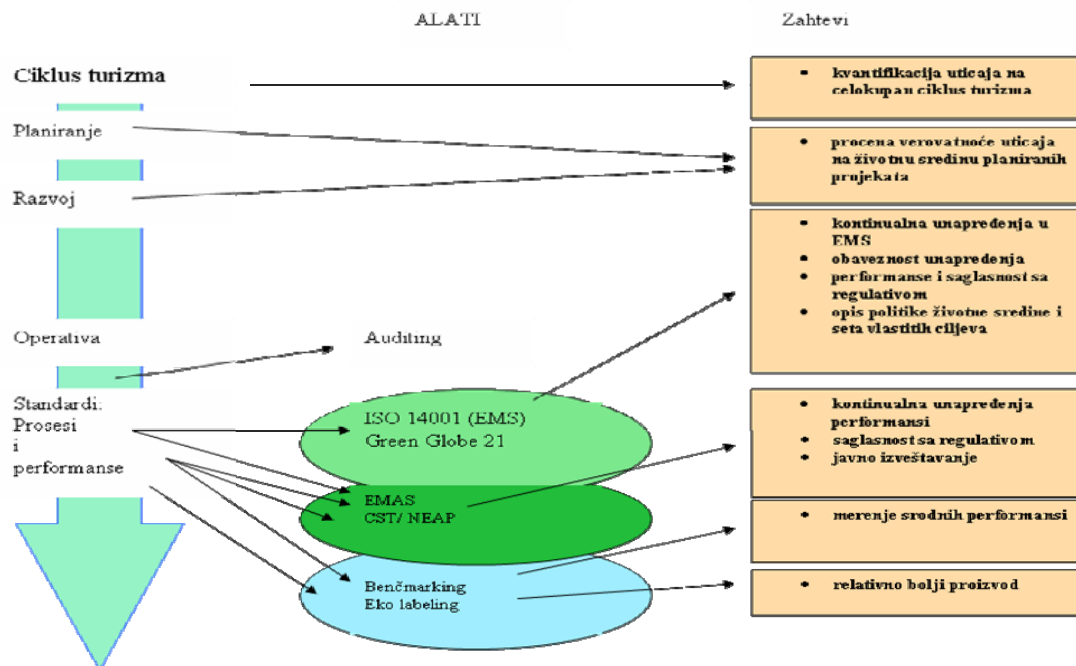 ALATI
Zahtevi
Ciklus turizma
Planiranje
Razvoj
Operativa
Standardi:
Prosesi
i
performanse
Auditing
ISO 14001 (EMS)
Green Globe 21
EMAS
CST/ NEAP
Benčmarking
Eko labeling
• kvantifikacija uticaja na
celokupan ciklus turizma
• procena verovatnoće uticaja
na životnu sredinu planiranih
projekata
• kontinualna unapređenja u
EMS
• obaveznost unapređenja
• performanse i saglasnost sa
regulativom
• opis politike životne sredine i
seta vlastitih ciljeva
• kontinualna unapređenja
performansi
• saglasnost sa regulativom
• javno izveštavanje
• merenje srodnih performansi
• relativno bolji proizvod